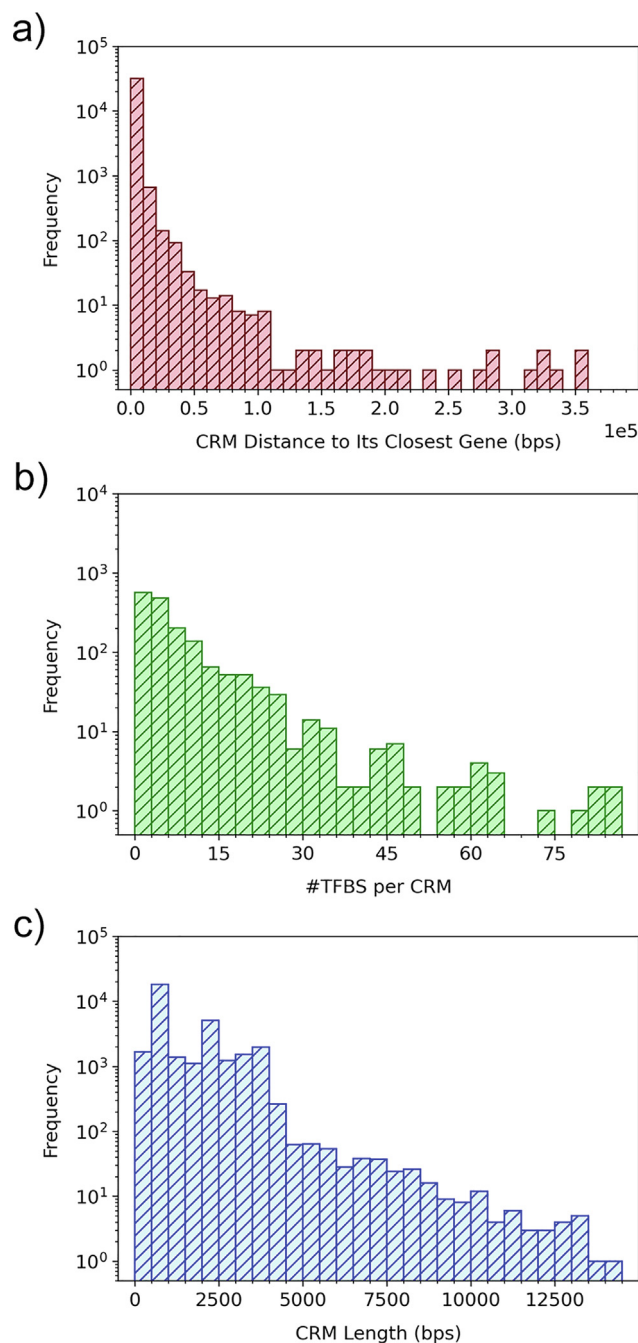 a)
10^5
10^4
10^3
10^2
10^1
10^0
Frequency
0.0 0.5 1.0 1.5 2.0 2.5 3.0 3.5
1e5
CRM Distance to Its Closest Gene (bps)
b)
10^4
10^3
10^2
10^1
10^0
Frequency
0 15 30 45 60 75
#TFBS per CRM
c)
10^5
10^4
10^3
10^2
10^1
10^0
Frequency
0 2500 5000 7500 10000 12500
CRM Length (bps)